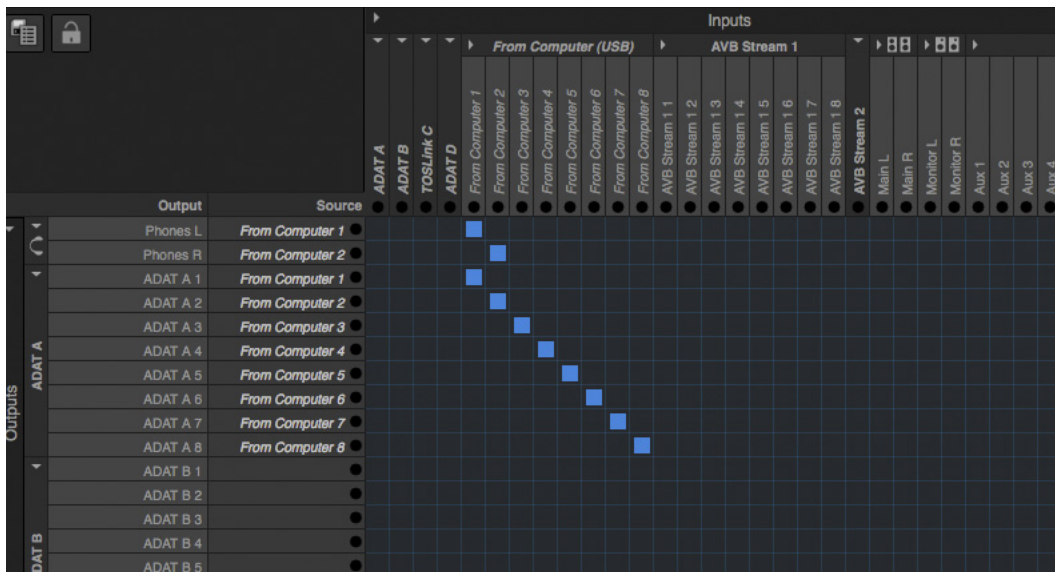 Inputs
From Computer (USB)
AVB Stream 1
ADAT A
ADAT B
TOSLink C
ADAT D
From Computer 1
From Computer 2
From Computer 3
From Computer 4
From Computer 5
From Computer 6
From Computer 7
From Computer 8
AVB Stream 1 1
AVB Stream 1 2
AVB Stream 1 3
AVB Stream 1 4
AVB Stream 1 5
AVB Stream 1 6
AVB Stream 1 7
AVB Stream 1 8
AVB Stream 2
Main L
Main R
Monitor L
Monitor R
Aux 1
Aux 2
Aux 3
Aux 4
Output Source
Outputs
ADAT A
Phones L From Computer 1
Phones R From Computer 2
ADAT A 1 From Computer 1
ADAT A 2 From Computer 2
ADAT A 3 From Computer 3
ADAT A 4 From Computer 4
ADAT A 5 From Computer 5
ADAT A 6 From Computer 6
ADAT A 7 From Computer 7
ADAT A 8 From Computer 8
ADAT B
ADAT B 1
ADAT B 2
ADAT B 3
ADAT B 4
ADAT B 5